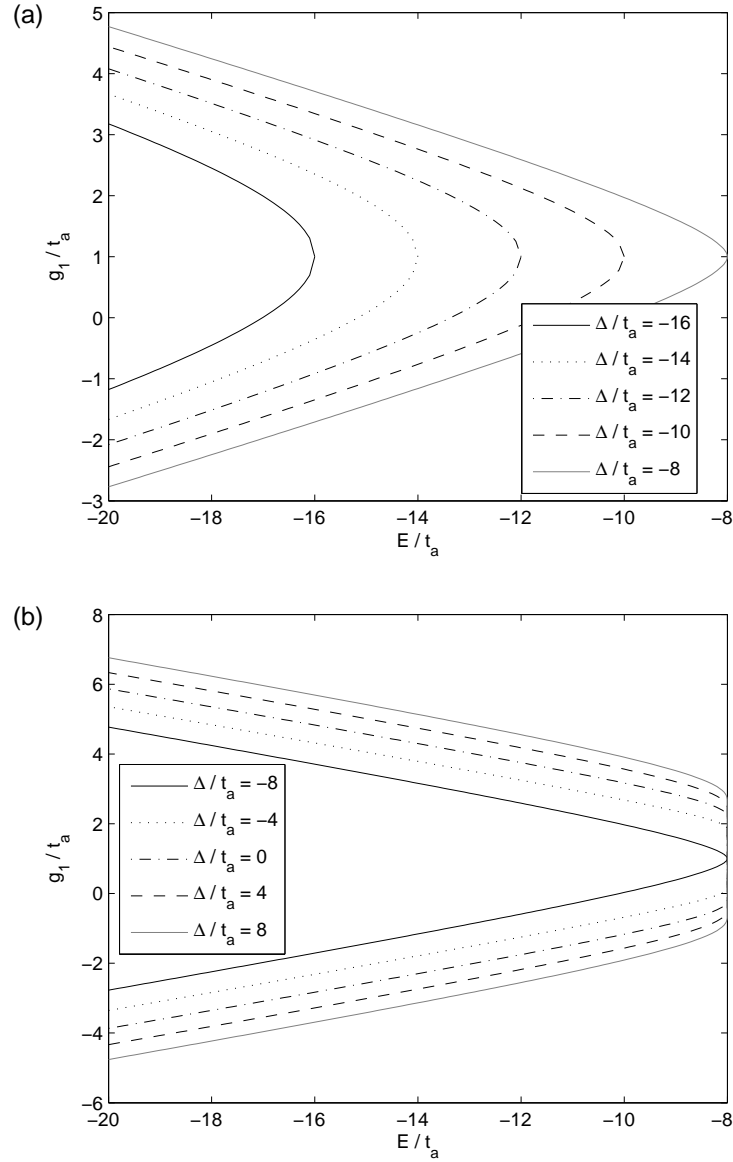 (a)
5
4
3
2
1
0
−1
−2
−3
g1 / ta
−20 −18 −16 −14 −12 −10 −8
E / ta
Δ / ta = −16
Δ / ta = −14
Δ / ta = −12
Δ / ta = −10
Δ / ta = −8
(b)
8
6
4
2
0
−2
−4
−6
g1 / ta
−20 −18 −16 −14 −12 −10 −8
E / ta
Δ / ta = −8
Δ / ta = −4
Δ / ta = 0
Δ / ta = 4
Δ / ta = 8